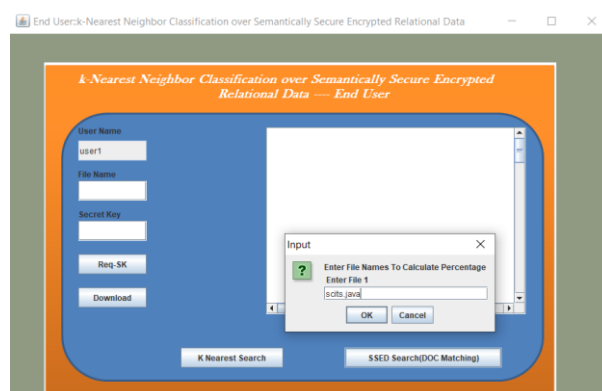 End User:k-Nearest Neighbor Classification over Semantically Secure Encrypted Relational Data
k-Nearest Neighbor Classification over Semantically Secure Encrypted
Relational Data ---- End User
User Name
user1
File Name
Secret Key
Req-SK
Download
Input
Enter File Names To Calculate Percentage
Enter File 1
scits,java
OK
Cancel
K Nearest Search
SSED Search(DOC Matching)